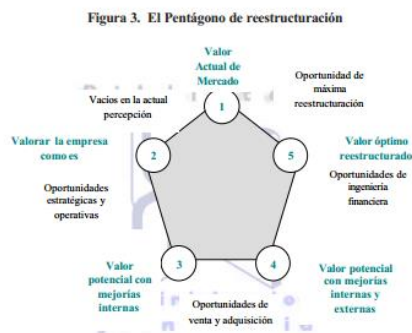 Figura 3. El Pentágono de reestructuración
Valor
Actual de
Mercado
Oportunidad de
máxima
reestructuración
Vacios en la actual
percepción
1
Valorar la empresa
como es
2
5
Valor óptimo
reestructurado
Oportunidades
estratégicas y
operativas
Oportunidades
de ingeniería
financiera
3
4
Valor potencial con
mejorías
internas
Oportunidades de
venta y adquisición
Valor potencial
con mejorías
internas y
externas